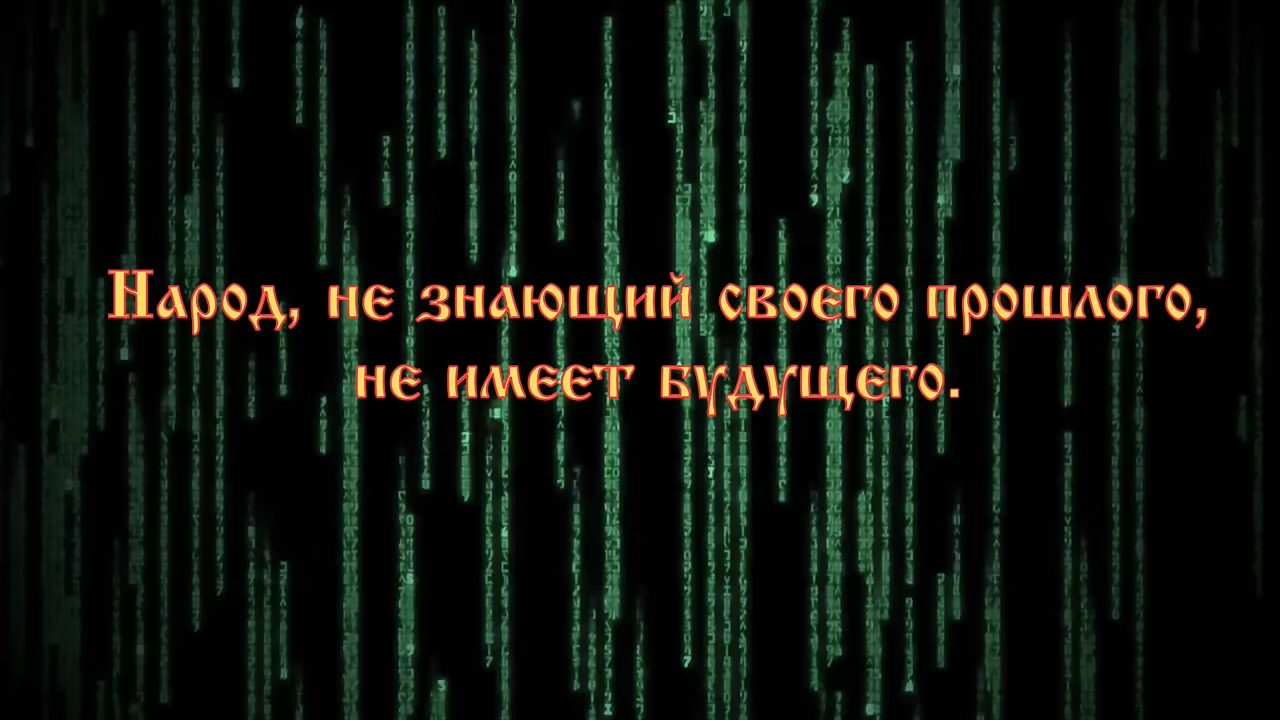 Народ, не знающий своего прошлого,
не имеет будущего.